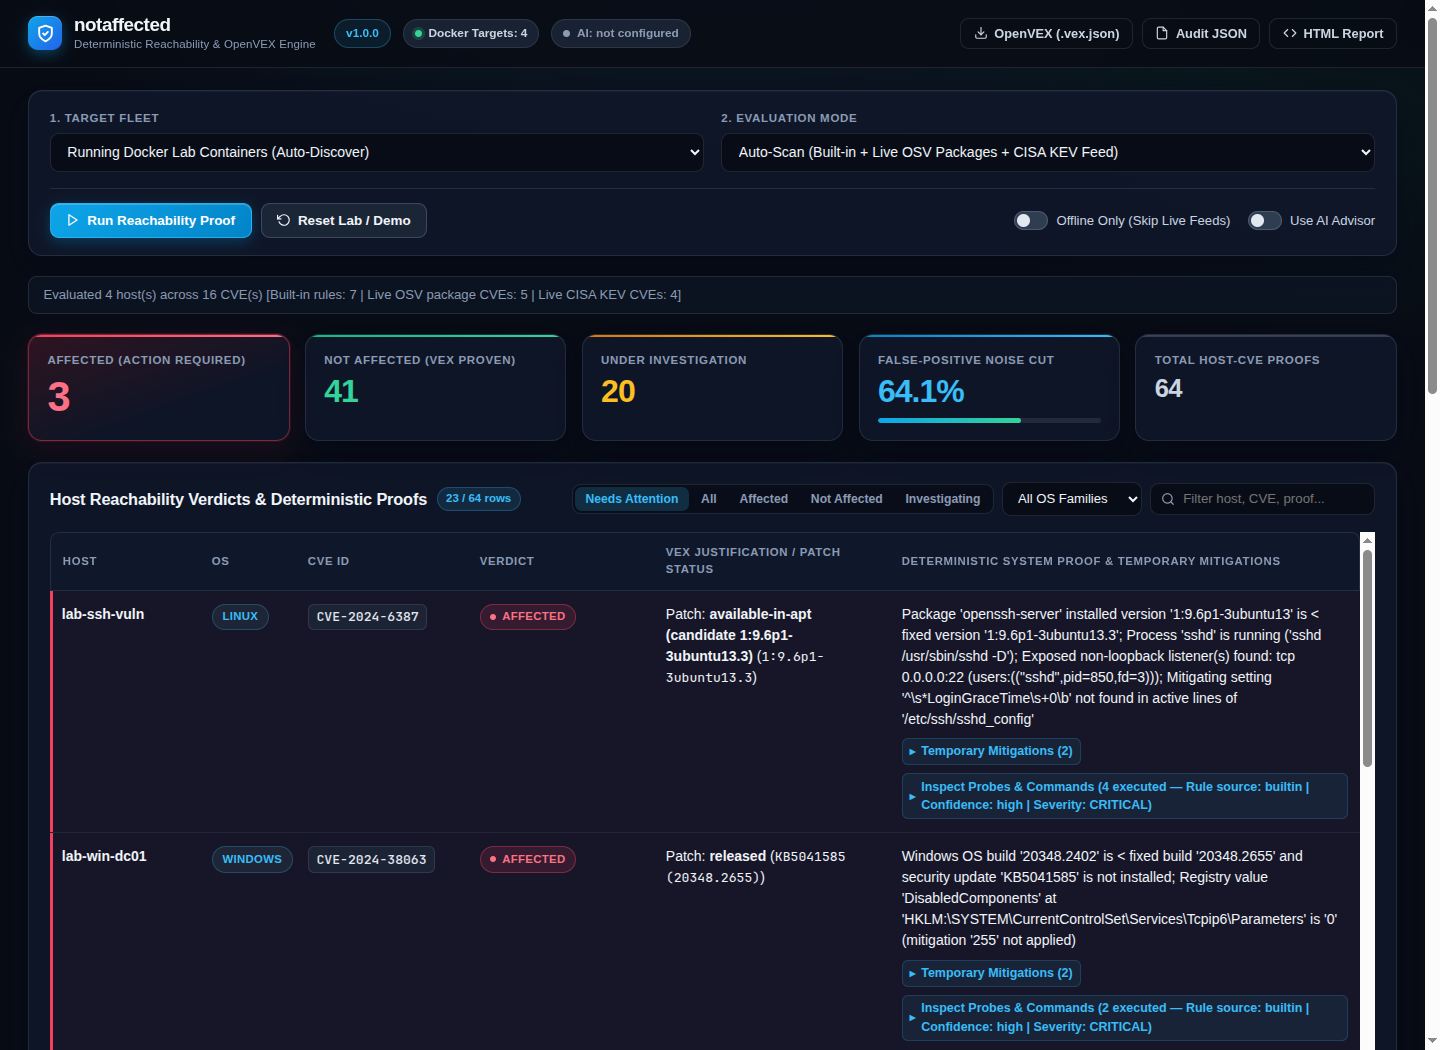 notaffected
Deterministic Reachability & OpenVEX Engine
v1.0.0
Docker Targets: 4
AI: not configured
OpenVEX (.vex.json)
Audit JSON
HTML Report
1. TARGET FLEET
2. EVALUATION MODE
Running Docker Lab Containers (Auto-Discover)
Auto-Scan (Built-in + Live OSV Packages + CISA KEV Feed)
Run Reachability Proof
Reset Lab / Demo
Offline Only (Skip Live Feeds)
Use AI Advisor
Evaluated 4 host(s) across 16 CVE(s) [Built-in rules: 7 | Live OSV package CVEs: 5 | Live CISA KEV CVEs: 4]
AFFECTED (ACTION REQUIRED)
3
NOT AFFECTED (VEX PROVEN)
41
UNDER INVESTIGATION
20
FALSE-POSITIVE NOISE CUT
64.1%
TOTAL HOST-CVE PROOFS
64
Host Reachability Verdicts & Deterministic Proofs
23 / 64 rows
Needs Attention
All
Affected
Not Affected
Investigating
All OS Families
Filter host, CVE, proof...
HOST
OS
CVE ID
VERDICT
VEX JUSTIFICATION / PATCH
STATUS
DETERMINISTIC SYSTEM PROOF & TEMPORARY MITIGATIONS
lab-ssh-vuln
LINUX
CVE-2024-6387
AFFECTED
Patch: available-in-apt
(candidate 1:9.6p1-
3ubuntu13.3) (1:9.6p1-
3ubuntu13.3)
Package 'openssh-server' installed version '1:9.6p1-3ubuntu13' is <
fixed version '1:9.6p1-3ubuntu13.3'; Process 'sshd' is running ('sshd
/usr/sbin/sshd -D'); Exposed non-loopback listener(s) found: tcp
0.0.0.0:22 (users:(("sshd",pid=850,fd=3))); Mitigating setting
'^\s*LoginGraceTime\s+0\b' not found in active lines of
'/etc/ssh/sshd_config'
Temporary Mitigations (2)
Inspect Probes & Commands (4 executed — Rule source: builtin |
Confidence: high | Severity: CRITICAL)
lab-win-dc01
WINDOWS
CVE-2024-38063
AFFECTED
Patch: released (KB5041585
(20348.2655))
Windows OS build '20348.2402' is < fixed build '20348.2655' and
security update 'KB5041585' is not installed; Registry value
'DisabledComponents' at
'HKLM:\SYSTEM\CurrentControlSet\Services\Tcpip6\Parameters' is '0'
(mitigation '255' not applied)
Temporary Mitigations (2)
Inspect Probes & Commands (2 executed — Rule source: builtin |
Confidence: high | Severity: CRITICAL)